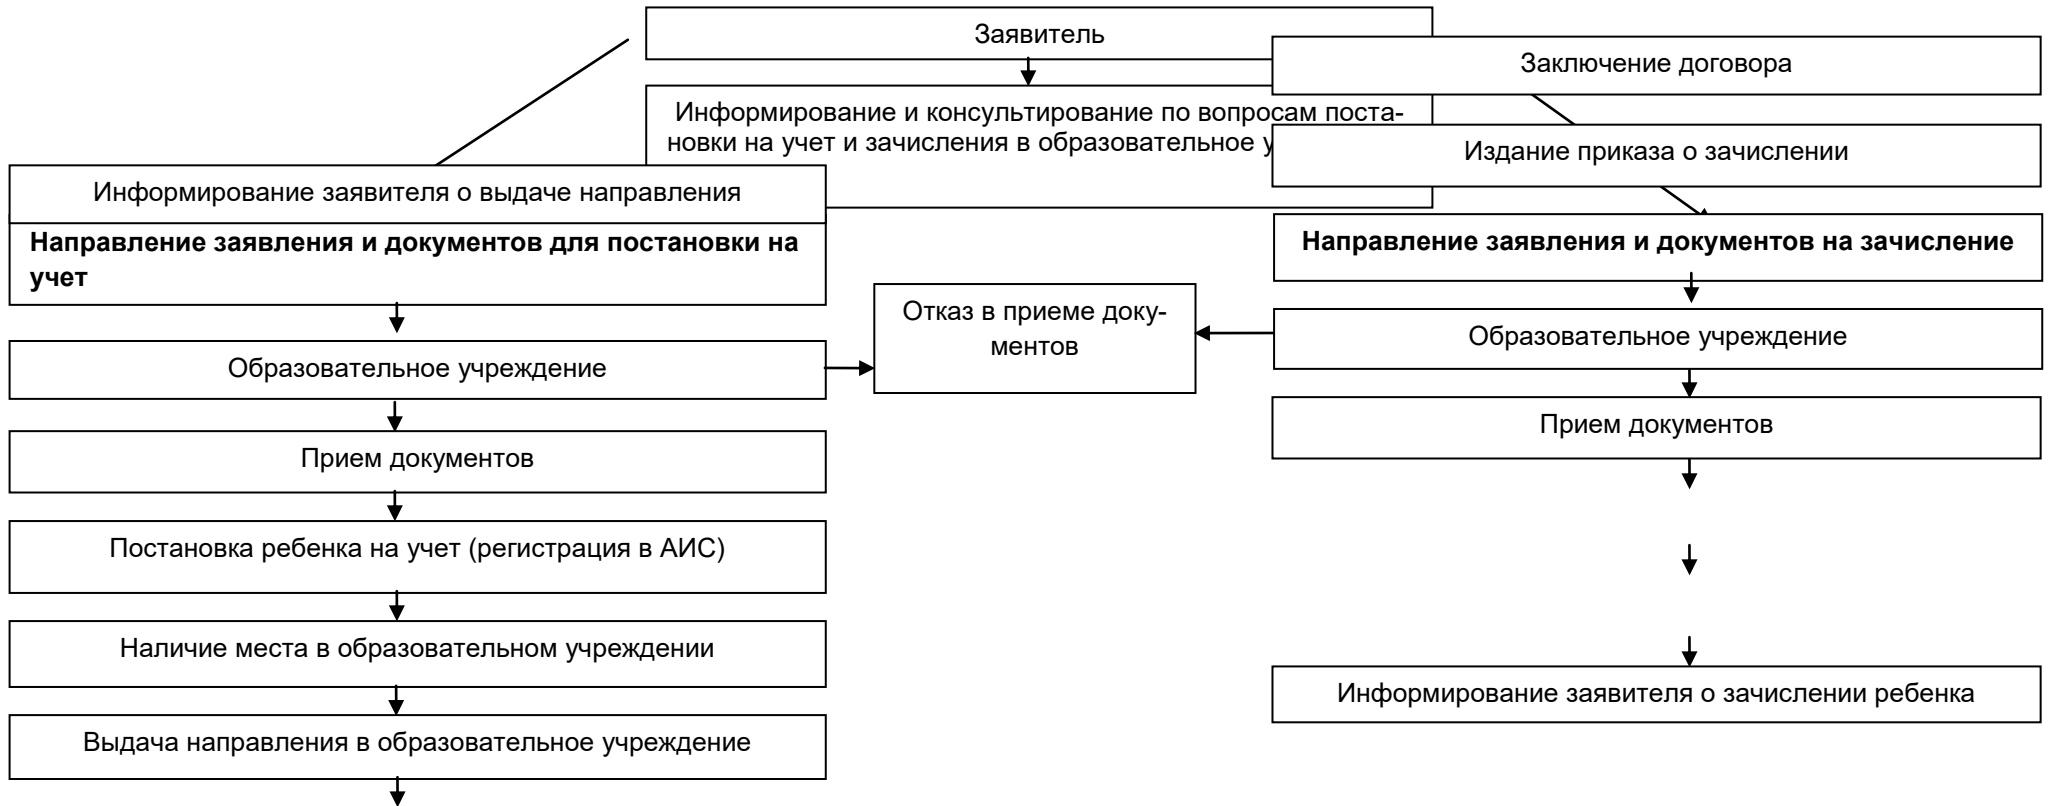 Заявитель
Заключение договора
Информирование и консультирование по вопросам поста-
новки на учет и зачисления в образовательное у
Издание приказа о зачислении
Информирование заявителя о выдаче направления
Направление заявления и документов для постановки на
учет
Направление заявления и документов на зачисление
Отказ в приеме доку-
ментов
Образовательное учреждение
Образовательное учреждение
Прием документов
Прием документов
Постановка ребенка на учет (регистрация в АИС)
Наличие места в образовательном учреждении
Информирование заявителя о зачислении ребенка
Выдача направления в образовательное учреждение